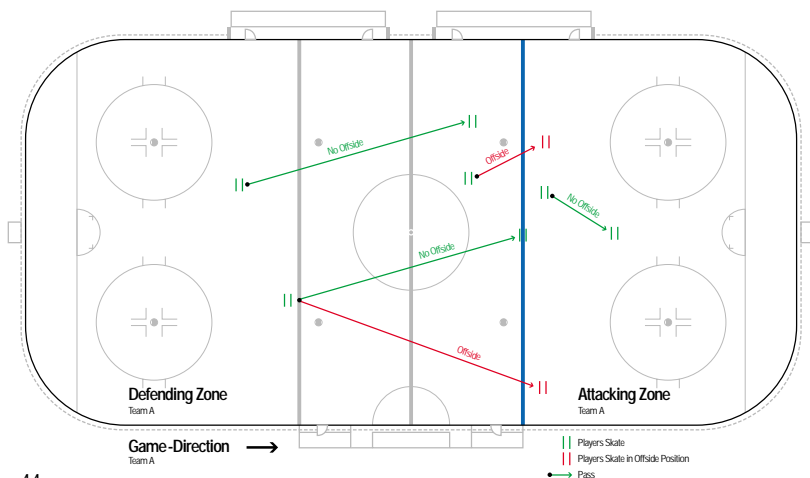 No Offside
Offside
No Offside
No Offside
Offside
Defending Zone
Team A
Attacking Zone
Team A
Game-Direction
Team A
Players Skate
Players Skate in Offside Position
Pass
44